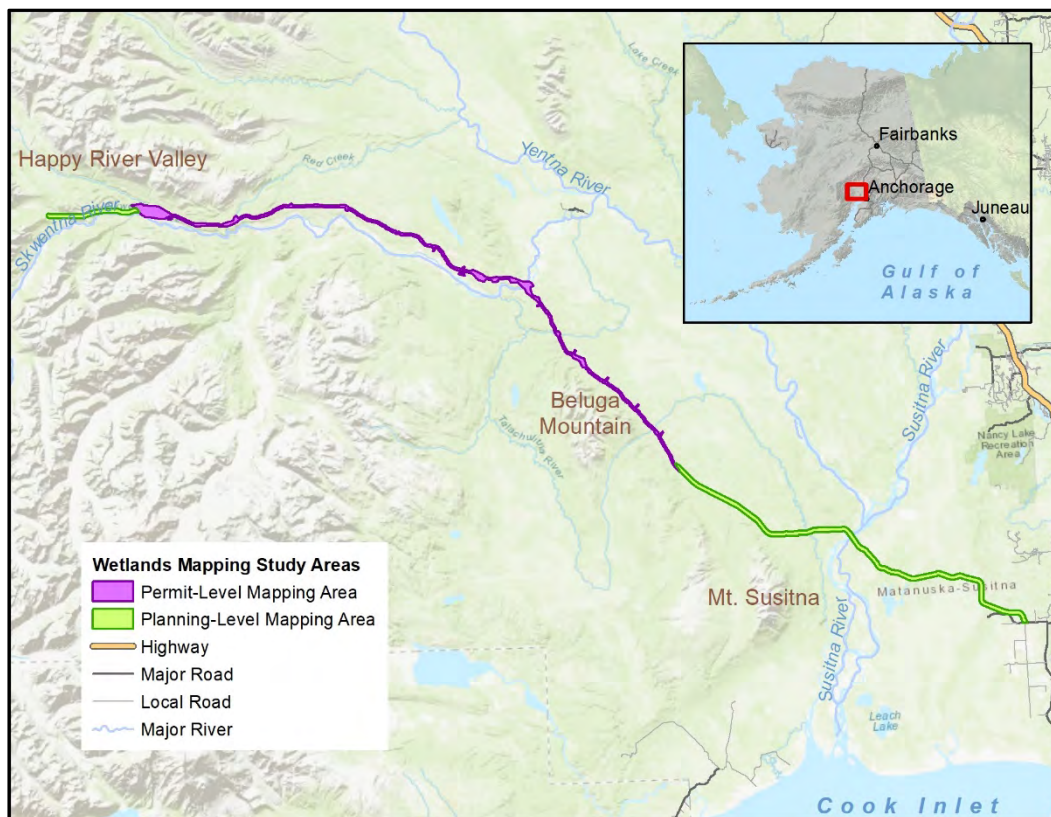 Happy River Valley
Red Creek
Skwentna River
Yentna River
Lake Creek
Fairbanks
Anchorage
Juneau
Gulf of
Alaska
Beluga
Mountain
Talachulitna River
Susitna River
Nancy Lake
Recreation
Area
Mt. Susitna
Matanuska-Susitna
Susitna River
Leach
Lake
Cook Inlet
Wetlands Mapping Study Areas
Permit-Level Mapping Area
Planning-Level Mapping Area
Highway
Major Road
Local Road
Major River